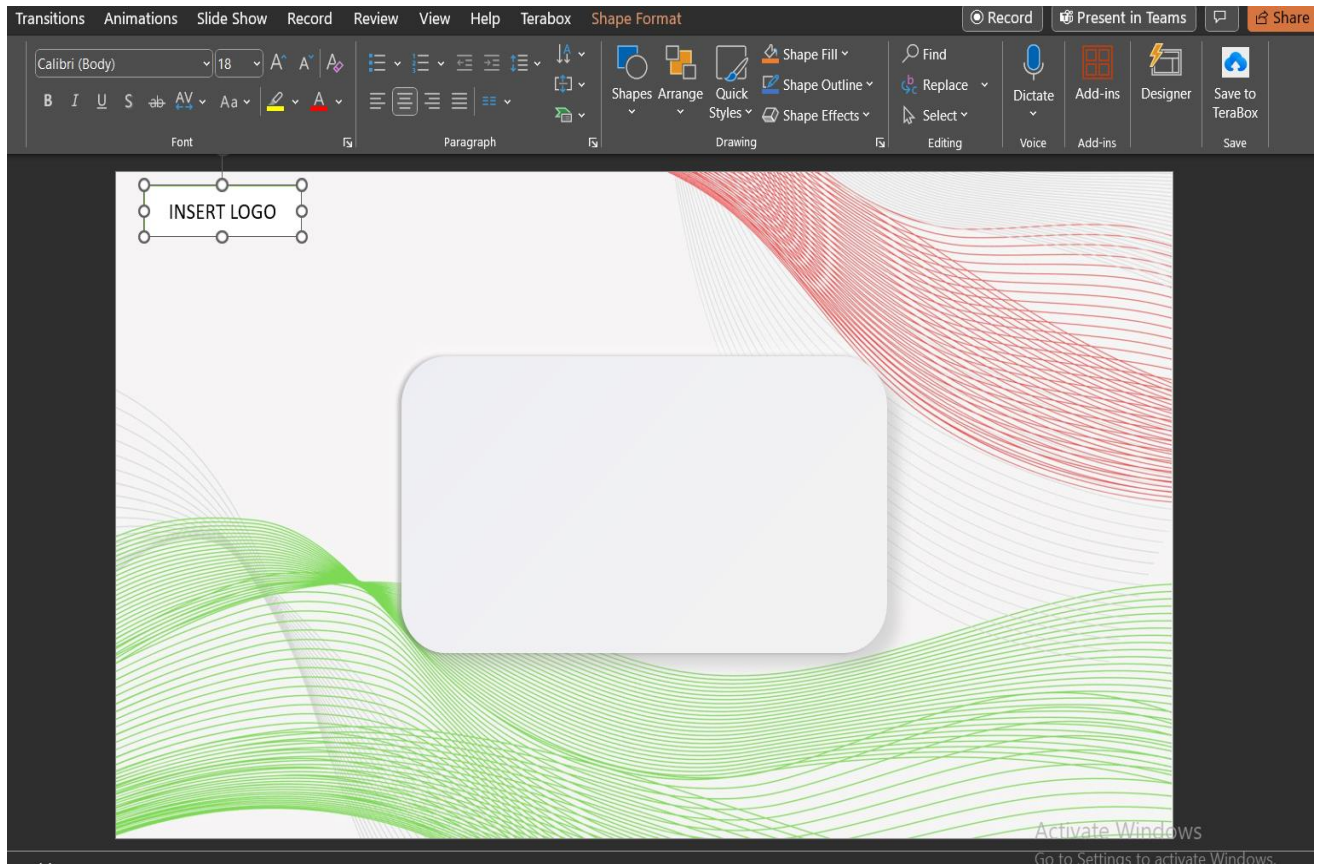 Transitions Animations Slide Show Record Review View Help Terabox Shape Format Record Present in Teams Share
Calibri (Body) 18 A A A Shape Fill Find
B I U S ab AV Aa A Shapes Arrange Quick Styles Shape Outline Replace Dictate Add-ins Designer Save to TeraBox
Shape Effects Select
Font Paragraph Drawing Editing Voice Add-ins Save
INSERT LOGO
Activate Windows
Go to Settings to activate Windows.